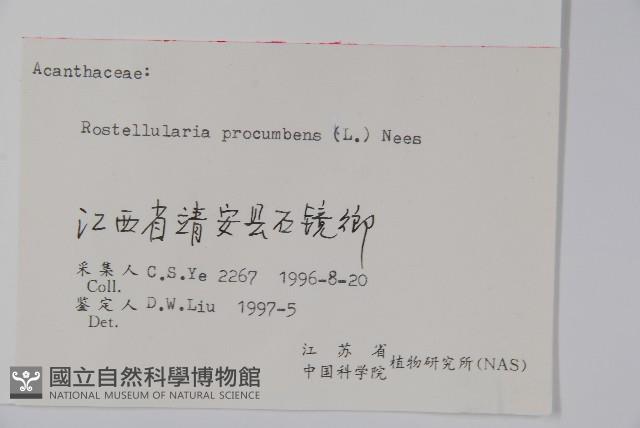 Acanthaceae:
Rostellularia procumbens (L.) Nees
江西省靖安县石镜鄉
采集人 C.S.Ye 2267 1996-8-20
Coll.
鉴定人 D.W.Liu 1997-5
Det.
江苏省
中国科学院 植物研究所(NAS)
國立自然科學博物館
NATIONAL MUSEUM OF NATURAL SCIENCE